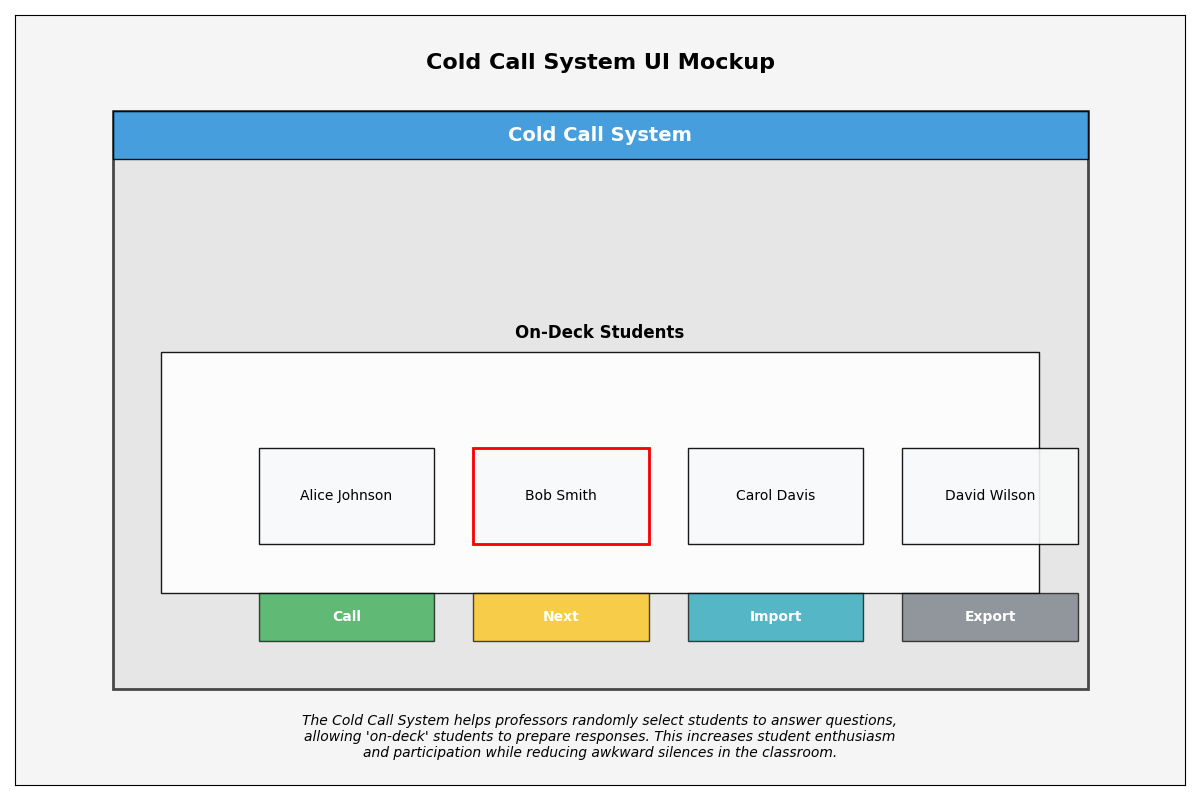 Cold Call System UI Mockup
Cold Call System
On-Deck Students
Alice Johnson
Bob Smith
Carol Davis
David Wilson
Call
Next
Import
Export
The Cold Call System helps professors randomly select students to answer questions,
allowing 'on-deck' students to prepare responses. This increases student enthusiasm
and participation while reducing awkward silences in the classroom.